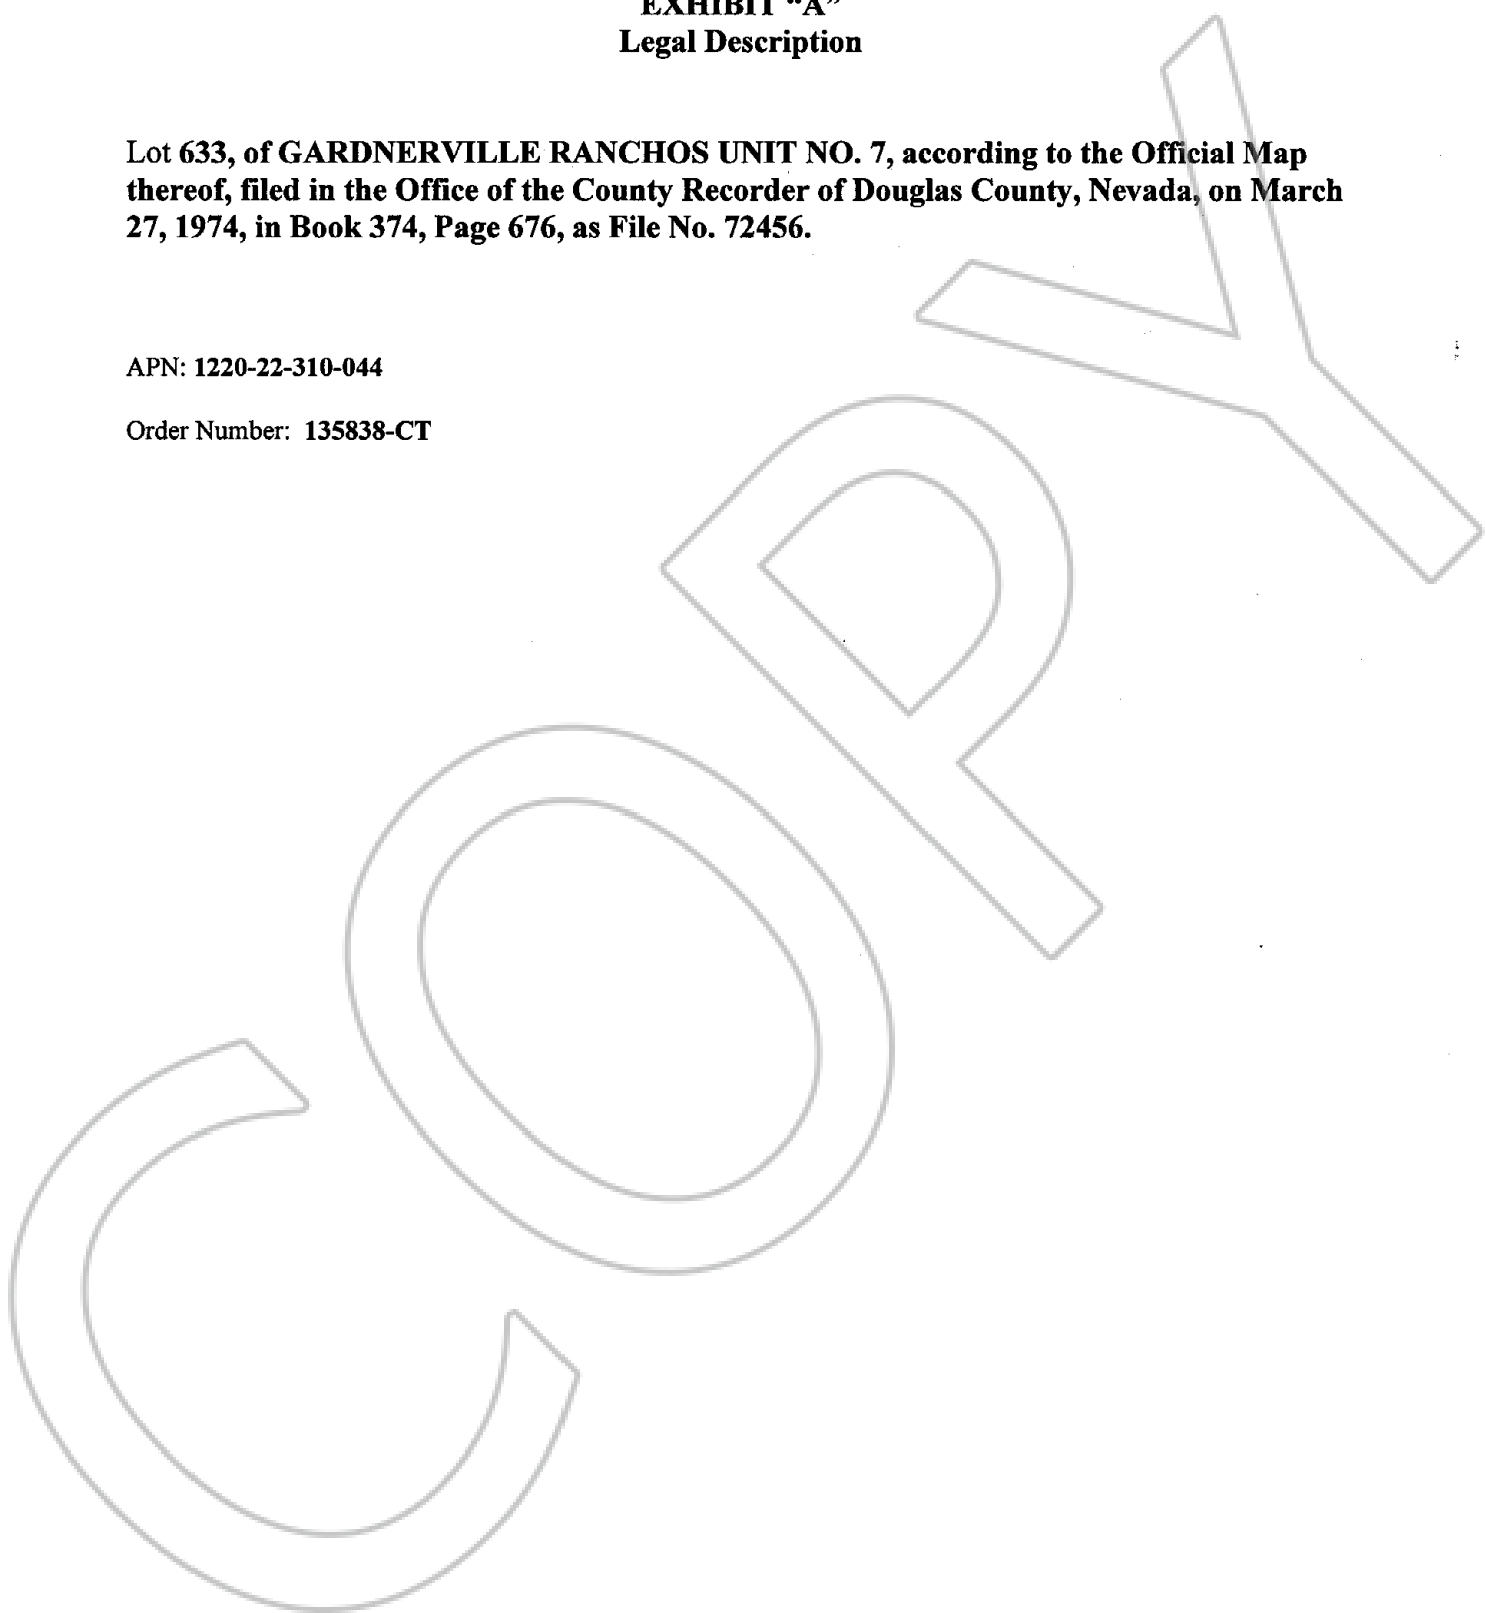 EXHIBIT “A”
Legal Description
Lot 633, of GARDNERVILLE RANCHOS UNIT NO. 7, according to the Official Map
thereof, filed in the Office of the County Recorder of Douglas County, Nevada, on March
27, 1974, in Book 374, Page 676, as File No. 72456.
APN: 1220-22-310-044
Order Number: 135838-CT
COPY